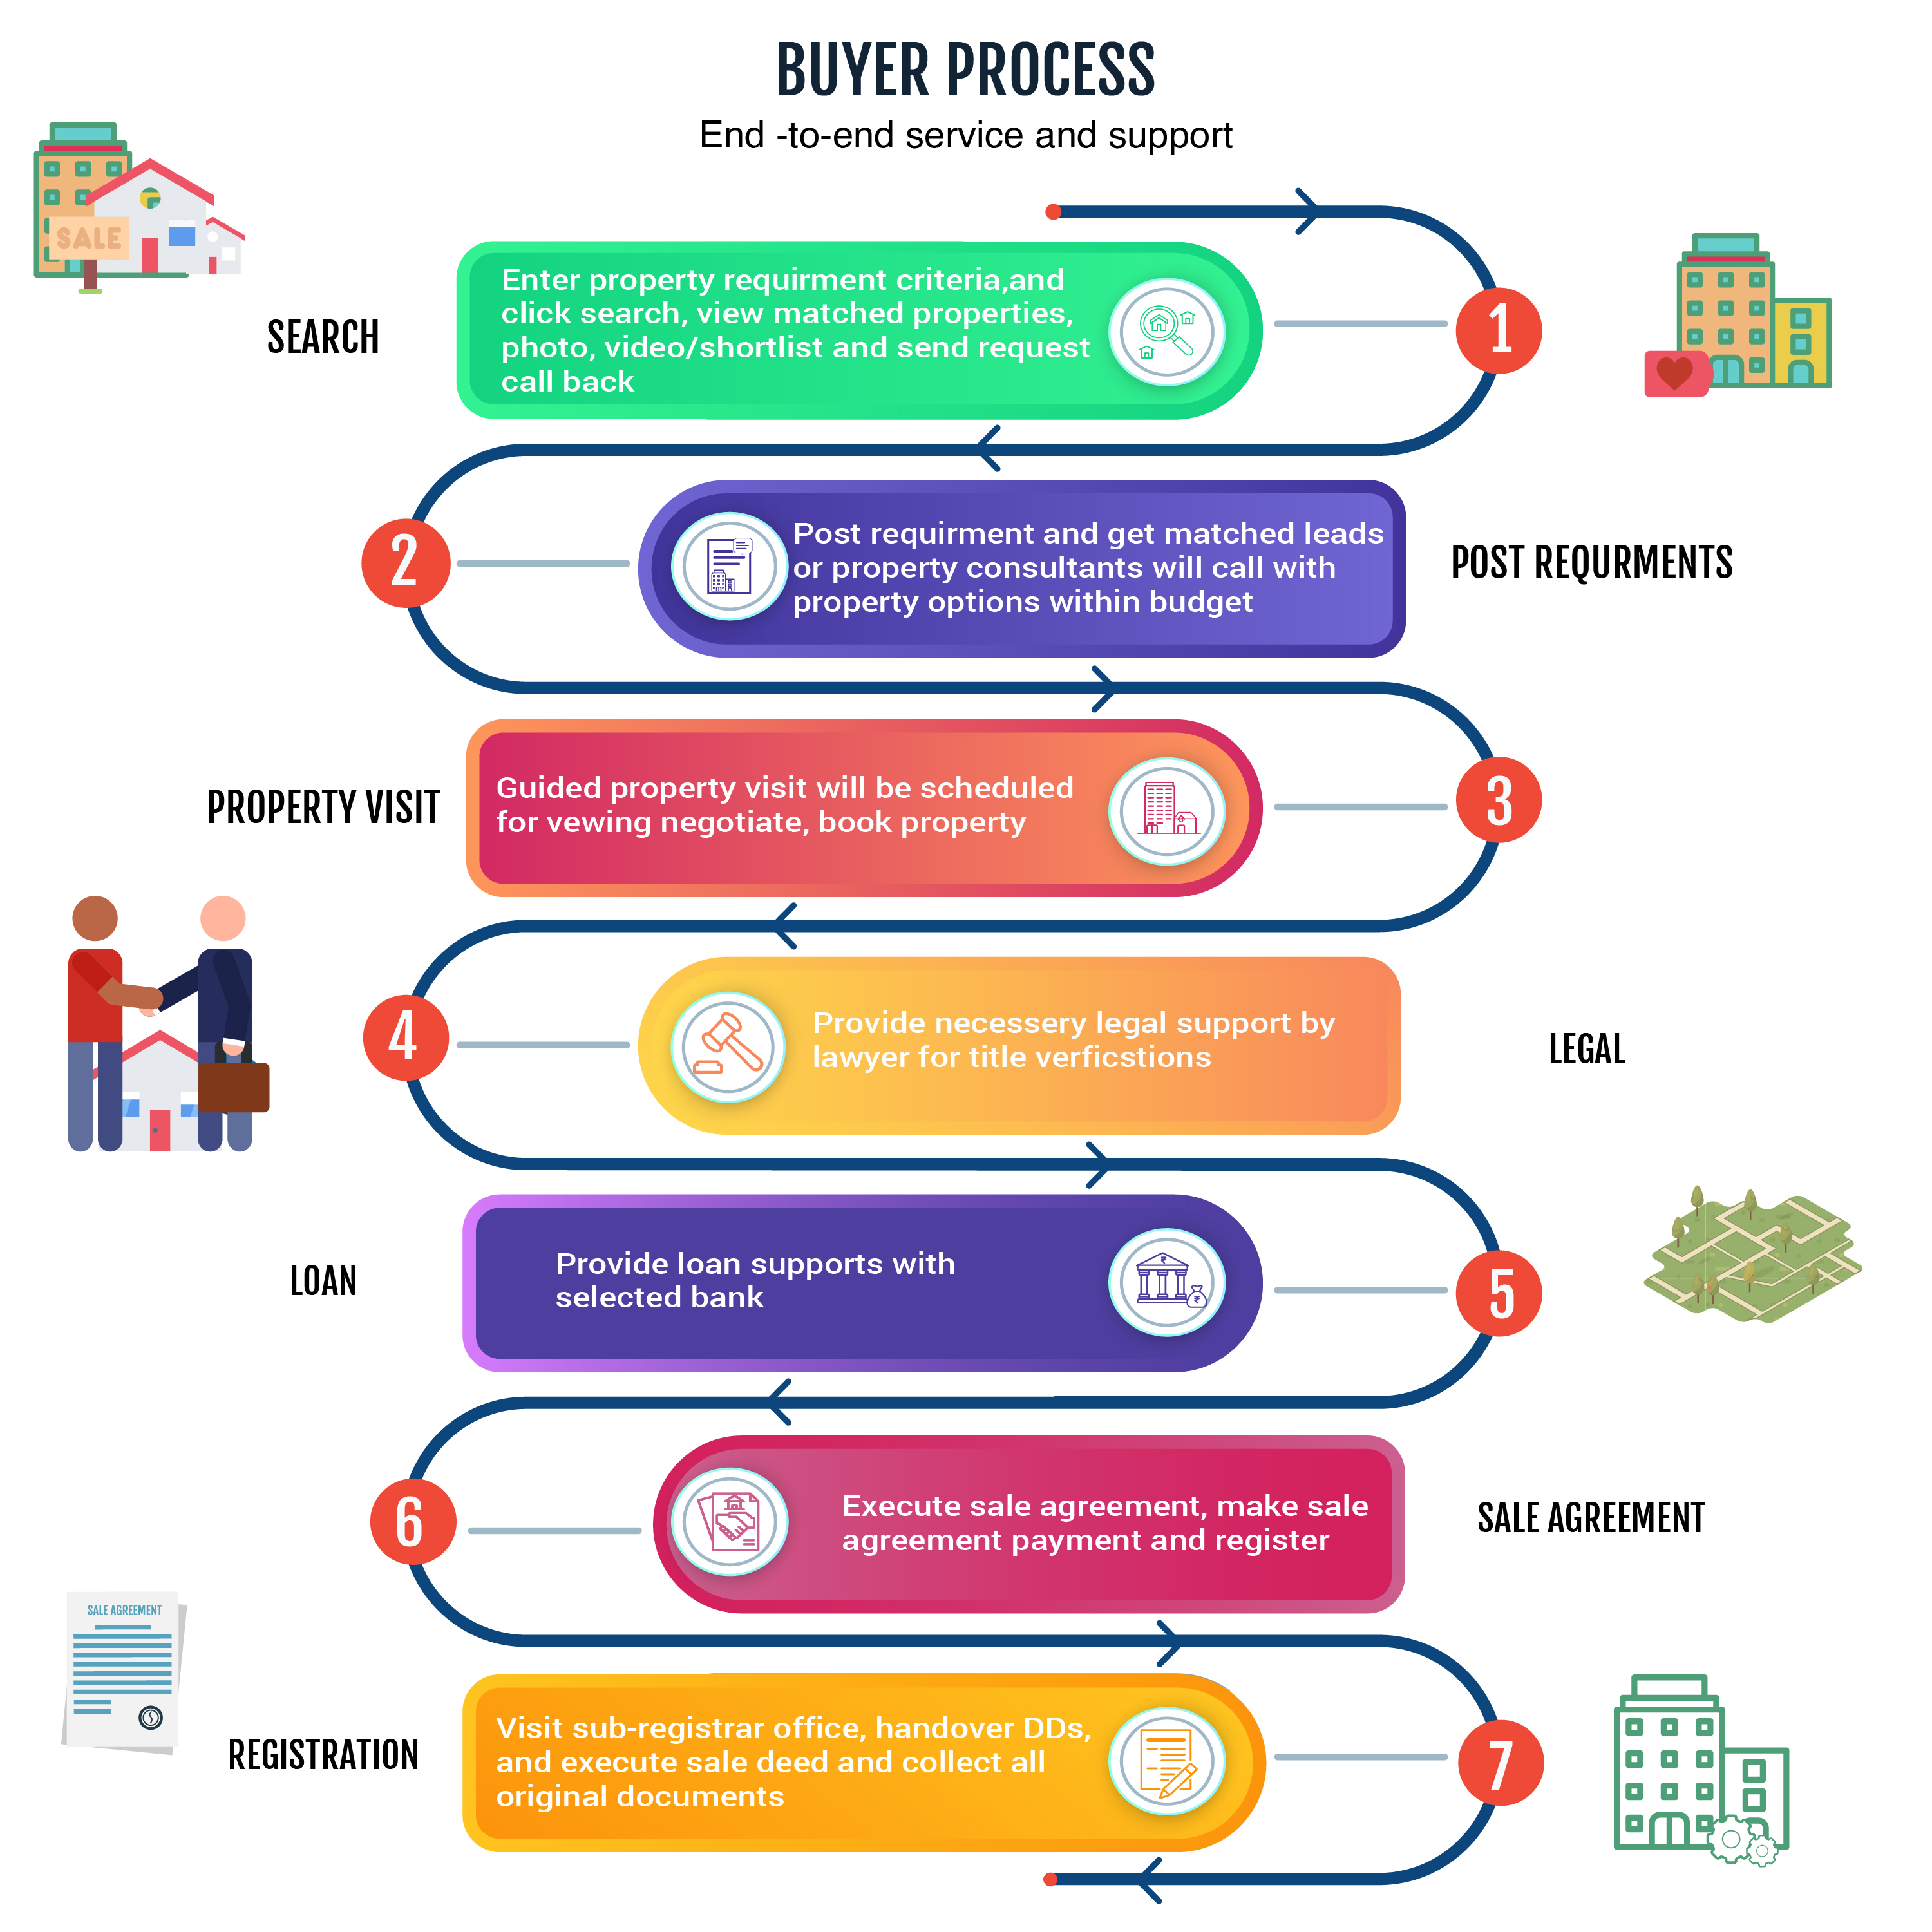 BUYER PROCESS
End -to-end service and support
SALE
SEARCH
Enter property requirment criteria,and
click search, view matched properties,
photo, video/shortlist and send request
call back
1
2
Post requirment and get matched leads
or property consultants will call with
property options within budget
POST REQURMENTS
PROPERTY VISIT
Guided property visit will be scheduled
for vewing negotiate, book property
3
4
Provide necessery legal support by
lawyer for title verficstions
LEGAL
LOAN
Provide loan supports with
selected bank
₹
₹
5
6
Execute sale agreement, make sale
agreement payment and register
SALE AGREEMENT
SALE AGREEMENT
REGISTRATION
Visit sub-registrar office, handover DDs,
and execute sale deed and collect all
original documents
7